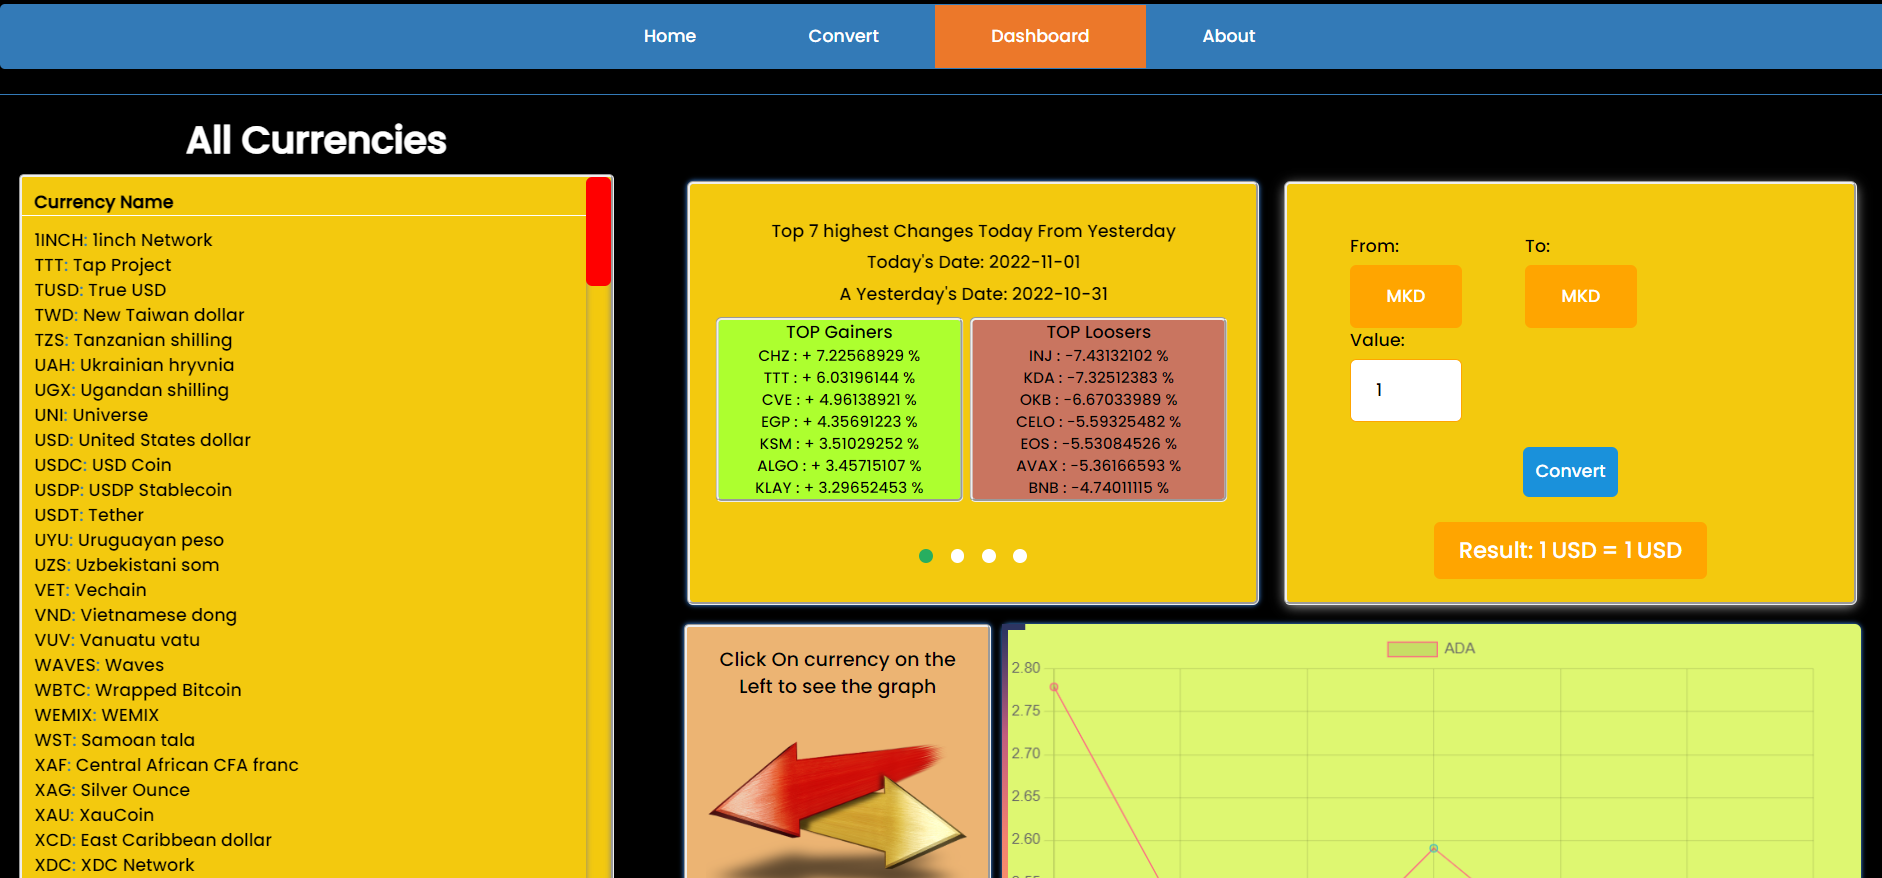 Home Convert Dashboard About
All Currencies
Currency Name
1INCH: 1inch Network
TTT: Tap Project
TUSD: True USD
TWD: New Taiwan dollar
TZS: Tanzanian shilling
UAH: Ukrainian hryvnia
UGX: Ugandan shilling
UNI: Universe
USD: United States dollar
USDC: USD Coin
USDP: USDP Stablecoin
USDT: Tether
UYU: Uruguayan peso
UZS: Uzbekistani som
VET: Vechain
VND: Vietnamese dong
VUV: Vanuatu vatu
WAVES: Waves
WBTC: Wrapped Bitcoin
WEMIX: WEMIX
WST: Samoan tala
XAF: Central African CFA franc
XAG: Silver Ounce
XAU: XauCoin
XCD: East Caribbean dollar
XDC: XDC Network
Top 7 highest Changes Today From Yesterday
Today's Date: 2022-11-01
A Yesterday's Date: 2022-10-31
TOP Gainers
CHZ : + 7.22568929 %
TTT : + 6.03196144 %
CVE : + 4.96138921 %
EGP : + 4.35691223 %
KSM : + 3.51029252 %
ALGO : + 3.45715107 %
KLAY : + 3.29652453 %
TOP Loosers
INJ : -7.43132102 %
KDA : -7.32512383 %
OKB : -6.67033989 %
CELO : -5.59325482 %
EOS : -5.53084526 %
AVAX : -5.36166593 %
BNB : -4.74011115 %
From: To:
MKD MKD
Value:
1
Convert
Result: 1 USD = 1 USD
Click On currency on the
Left to see the graph
ADA
2.80
2.75
2.70
2.65
2.60